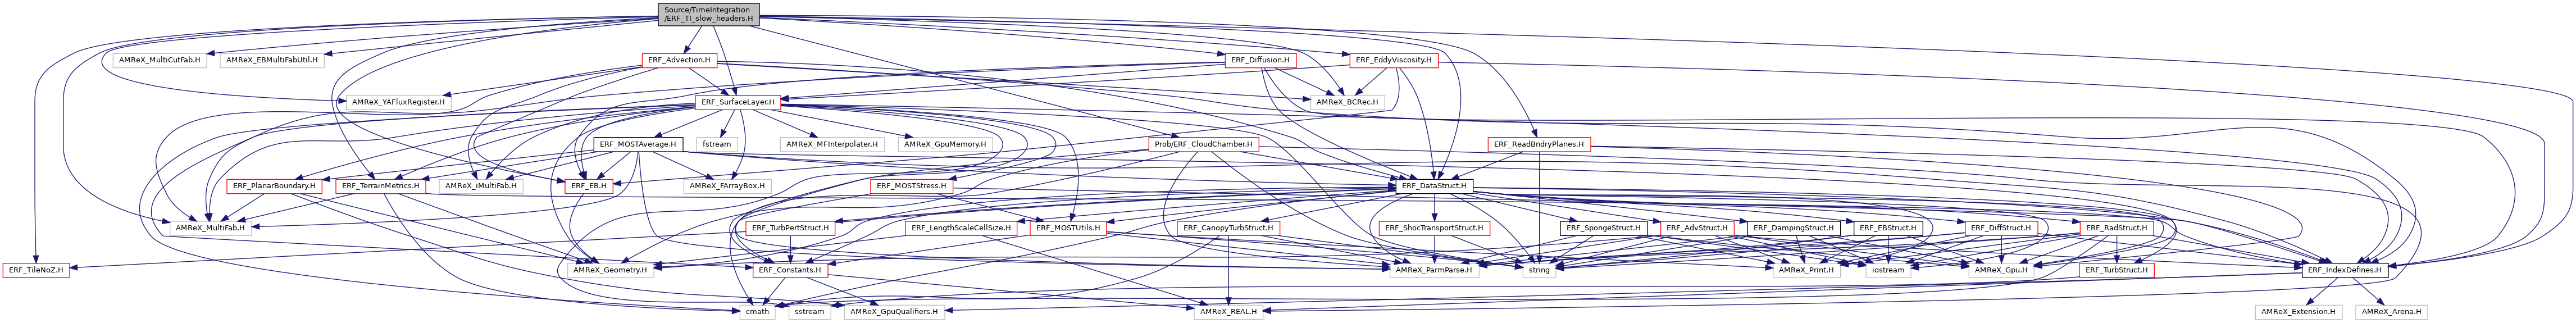 Source/TimeIntegration
/ERF_TI_slow_headers.H
AMReX_MultiCutFab.H
AMReX_EBMultiFabUtil.H
ERF_Advection.H
ERF_Diffusion.H
ERF_EddyViscosity.H
AMReX_YAFluxRegister.H
ERF_SurfaceLayer.H
AMReX_BCRec.H
ERF_MOSTAverage.H
fstream
AMReX_MFInterpolater.H
AMReX_GpuMemory.H
Prob/ERF_CloudChamber.H
ERF_ReadBndryPlanes.H
ERF_PlanarBoundary.H
ERF_TerrainMetrics.H
AMReX_iMultiFab.H
ERF_EB.H
AMReX_FArrayBox.H
ERF_MOSTStress.H
ERF_DataStruct.H
AMReX_MultiFab.H
ERF_TurbPertStruct.H
ERF_LengthScaleCellSize.H
ERF_MOSTUtils.H
ERF_CanopyTurbStruct.H
ERF_ShocTransportStruct.H
ERF_SpongeStruct.H
ERF_AdvStruct.H
ERF_DampingStruct.H
ERF_EBStruct.H
ERF_DiffStruct.H
ERF_RadStruct.H
ERF_TileNoZ.H
AMReX_Geometry.H
ERF_Constants.H
AMReX_ParmParse.H
string
AMReX_Print.H
iostream
AMReX_Gpu.H
ERF_TurbStruct.H
ERF_IndexDefines.H
cmath
sstream
AMReX_GpuQualifiers.H
AMReX_REAL.H
AMReX_Extension.H
AMReX_Arena.H